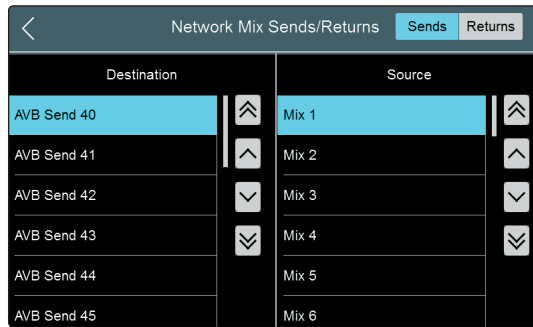 Network Mix Sends/Returns Sends Returns
Destination Source
AVB Send 40 Mix 1
AVB Send 41 Mix 2
AVB Send 42 Mix 3
AVB Send 43 Mix 4
AVB Send 44 Mix 5
AVB Send 45 Mix 6